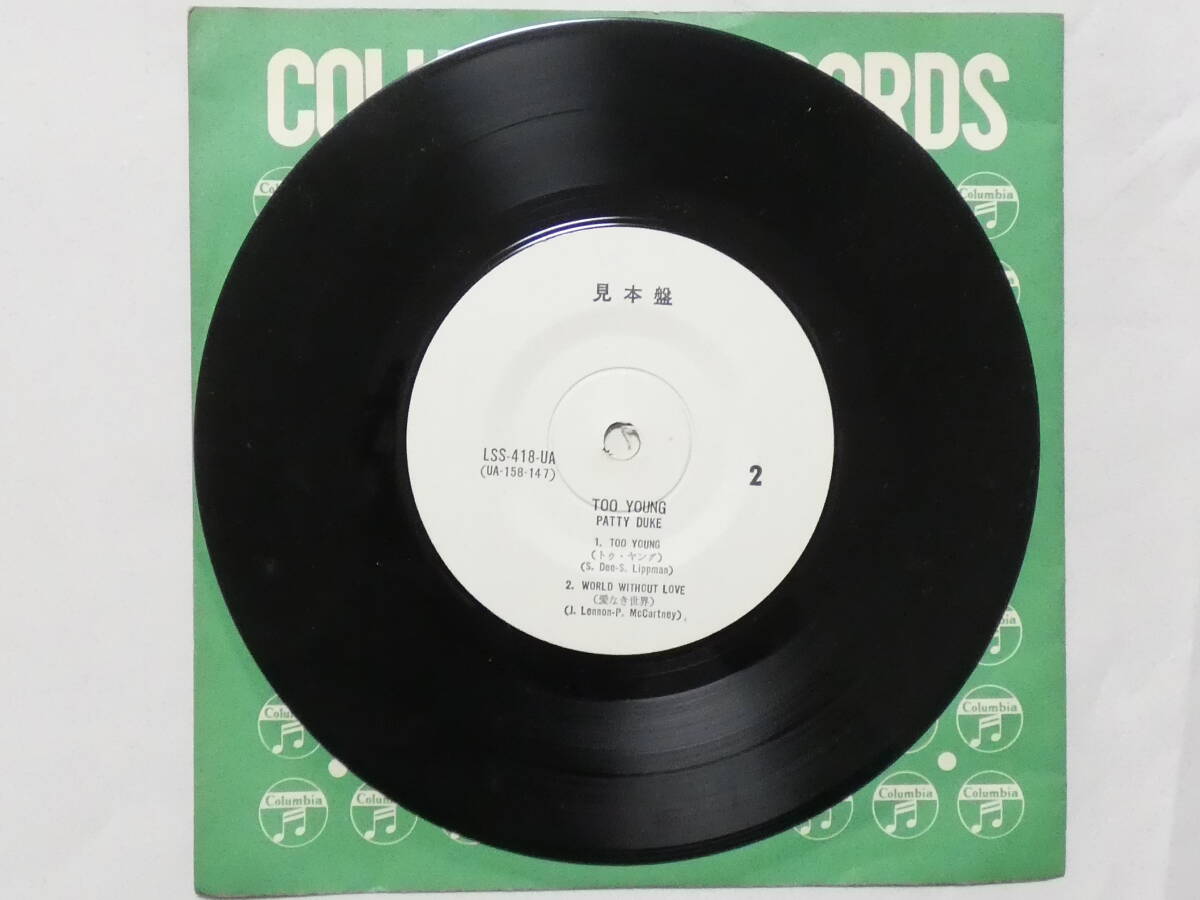 COLU ORDS
Columbia
見本盤
LSS-418-UA
(UA-158-147)
2
TOO YOUNG
PATTY DUKE
1. TOO YOUNG
(トゥ・ヤング)
(S. Dee-S. Lippman)
2. WORLD WITHOUT LOVE
(愛なき世界)
(J. Lennon-P. McCartney)
Columbia
Columbia
Columbia
Columbia